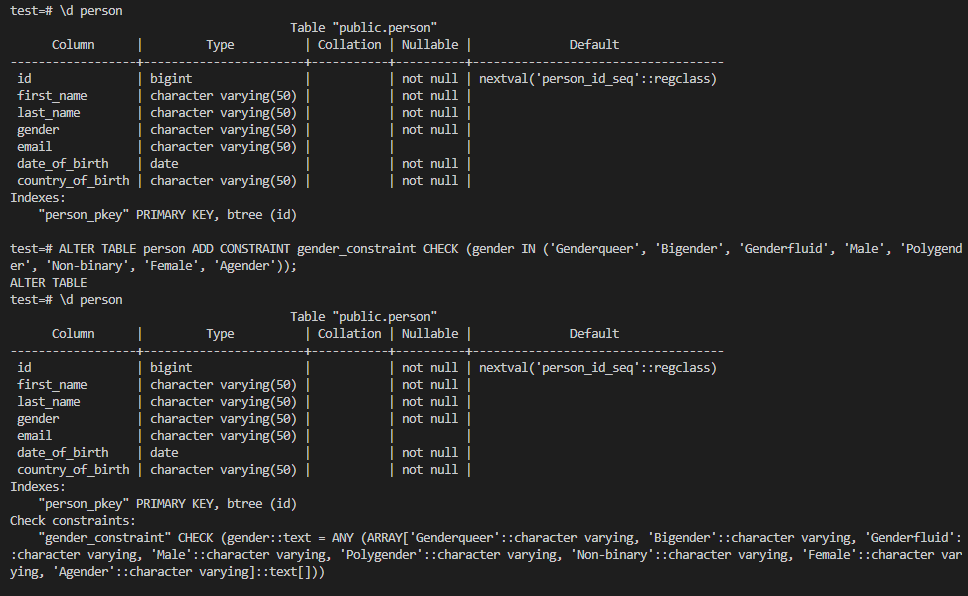 test=# \d person
                                        Table "public.person"
      Column      |         Type          | Collation | Nullable |              Default
------------------+-----------------------+-----------+----------+------------------------------------
 id               | bigint                |           | not null | nextval('person_id_seq'::regclass)
 first_name       | character varying(50) |           | not null |
 last_name        | character varying(50) |           | not null |
 gender           | character varying(50) |           | not null |
 email            | character varying(50) |           |          |
 date_of_birth    | date                  |           | not null |
 country_of_birth | character varying(50) |           | not null |
Indexes:
    "person_pkey" PRIMARY KEY, btree (id)

test=# ALTER TABLE person ADD CONSTRAINT gender_constraint CHECK (gender IN ('Genderqueer', 'Bigender', 'Genderfluid', 'Male', 'Polygend
er', 'Non-binary', 'Female', 'Agender'));
ALTER TABLE
test=# \d person
                                        Table "public.person"
      Column      |         Type          | Collation | Nullable |              Default
------------------+-----------------------+-----------+----------+------------------------------------
 id               | bigint                |           | not null | nextval('person_id_seq'::regclass)
 first_name       | character varying(50) |           | not null |
 last_name        | character varying(50) |           | not null |
 gender           | character varying(50) |           | not null |
 email            | character varying(50) |           |          |
 date_of_birth    | date                  |           | not null |
 country_of_birth | character varying(50) |           | not null |
Indexes:
    "person_pkey" PRIMARY KEY, btree (id)
Check constraints:
    "gender_constraint" CHECK (gender::text = ANY (ARRAY['Genderqueer'::character varying, 'Bigender'::character varying, 'Genderfluid':
:character varying, 'Male'::character varying, 'Polygender'::character varying, 'Non-binary'::character varying, 'Female'::character var
ying, 'Agender'::character varying]::text[]))